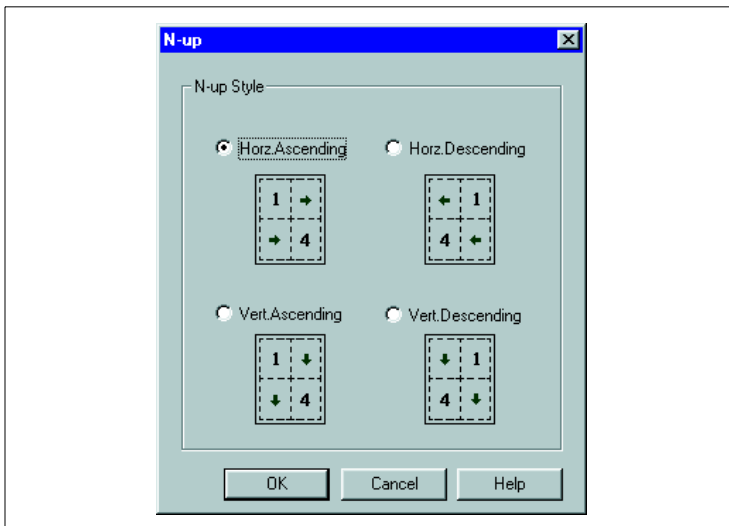 N-up
N-up Style
Horz.Ascending
Horz.Descending
1
4
1
4
Vert.Ascending
Vert.Descending
1
4
1
4
OK
Cancel
Help